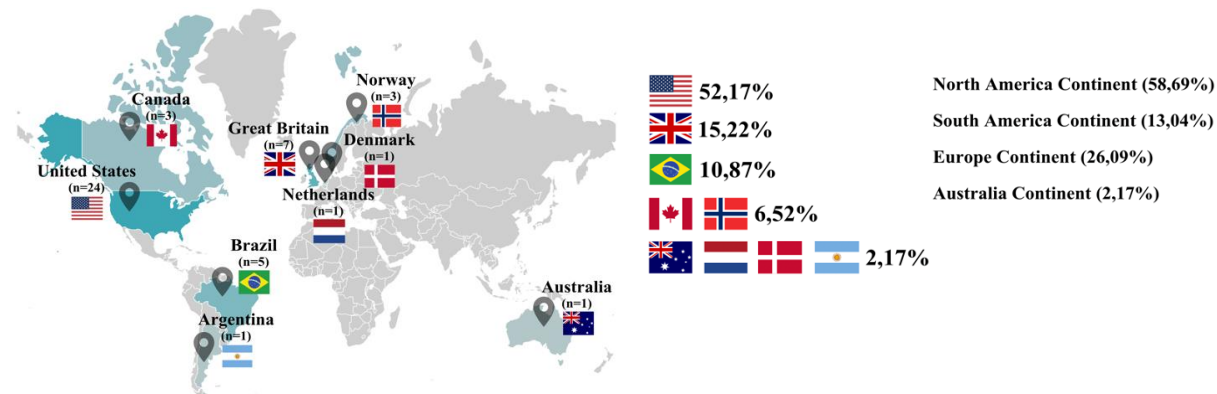 Canada
(n=3)
United States
(n=24)
Great Britain
(n=7)
Norway
(n=3)
Denmark
(n=1)
Netherlands
(n=1)
Brazil
(n=5)
Argentina
(n=1)
Australia
(n=1)
52,17%
15,22%
10,87%
6,52%
2,17%
North America Continent (58,69%)
South America Continent (13,04%)
Europe Continent (26,09%)
Australia Continent (2,17%)